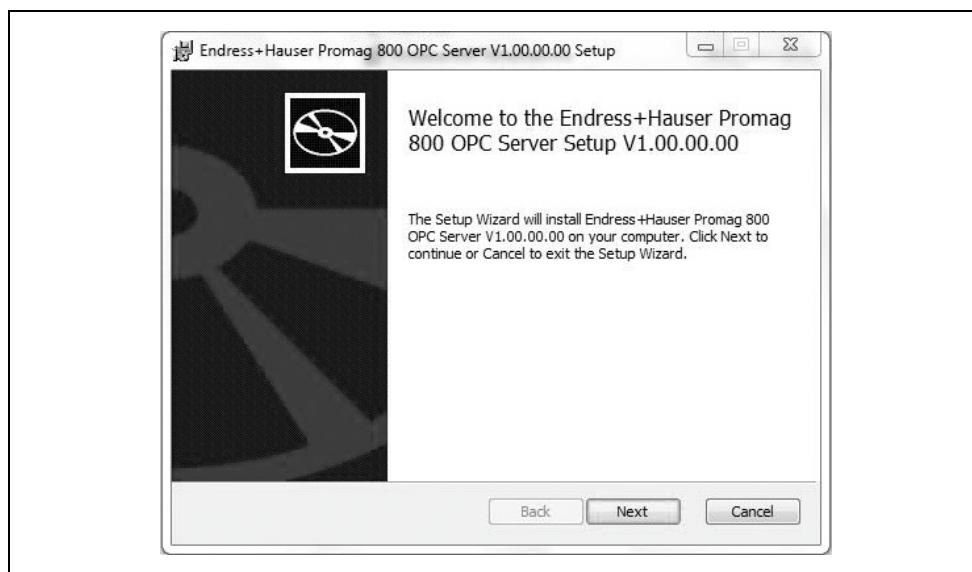 Endress+Hauser Promag 800 OPC Server V1.00.00.00 Setup
Welcome to the Endress+Hauser Promag
800 OPC Server Setup V1.00.00.00
The Setup Wizard will install Endress+Hauser Promag 800
OPC Server V1.00.00.00 on your computer. Click Next to
continue or Cancel to exit the Setup Wizard.
Back Next Cancel